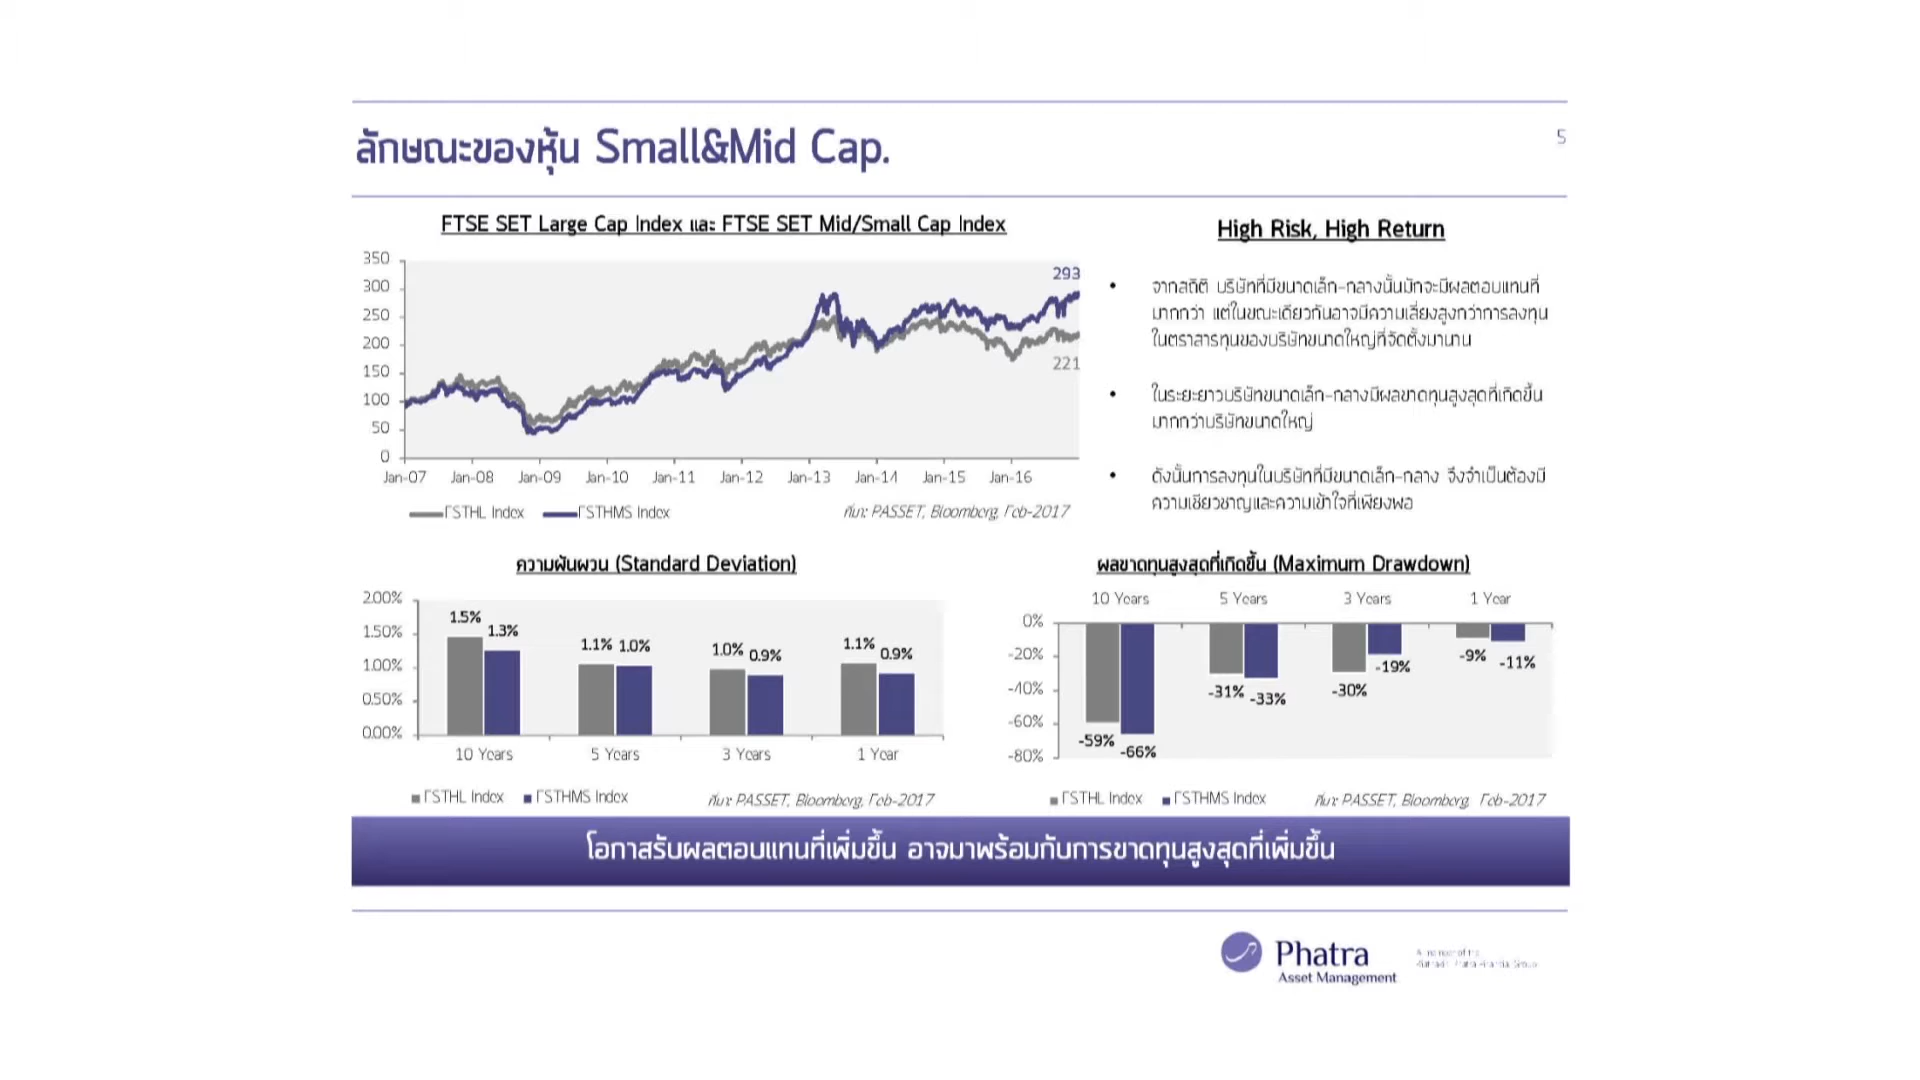 5
ลักษณะของหุ้น Small&Mid Cap.
FTSE SET Large Cap Index และ FTSE SET Mid/Small Cap Index
350
300
250
200
150
100
50
0
293
221
Jan-07 Jan-08 Jan-09 Jan-10 Jan-11 Jan-12 Jan-13 Jan-14 Jan-15 Jan-16
FSTHL Index FSTHMS Index
ที่มา: PASSET, Bloomberg, Feb-2017
High Risk, High Return
• จากสถิติ บริษัทที่มีขนาดเล็ก-กลางนั้นมักจะมีผลตอบแทนที่
มากกว่า แต่ในขณะเดียวกันอาจมีความเสี่ยงสูงกว่าการลงทุน
ในตราสารทุนของบริษัทขนาดใหญ่ที่จัดตั้งมานาน
• ในระยะยาวบริษัทขนาดเล็ก-กลางมีผลขาดทุนสูงสุดที่เกิดขึ้น
มากกว่าบริษัทขนาดใหญ่
• ดังนั้นการลงทุนในบริษัทที่มีขนาดเล็ก-กลาง จึงจำเป็นต้องมี
ความเชี่ยวชาญและความเข้าใจที่เพียงพอ
ความผันผวน (Standard Deviation)
2.00%
1.50%
1.00%
0.50%
0.00%
1.5% 1.3% 1.1% 1.0% 1.0% 0.9% 1.1% 0.9%
10 Years 5 Years 3 Years 1 Year
FSTHL Index FSTHMS Index
ที่มา: PASSET, Bloomberg, Feb-2017
ผลขาดทุนสูงสุดที่เกิดขึ้น (Maximum Drawdown)
10 Years 5 Years 3 Years 1 Year
0%
-20%
-40%
-60%
-80%
-59% -66% -31% -33% -30% -19% -9% -11%
FSTHL Index FSTHMS Index
ที่มา: PASSET, Bloomberg, Feb-2017
โอกาสรับผลตอบแทนที่เพิ่มขึ้น อาจมาพร้อมกับการขาดทุนสูงสุดที่เพิ่มขึ้น
Phatra
Asset Management